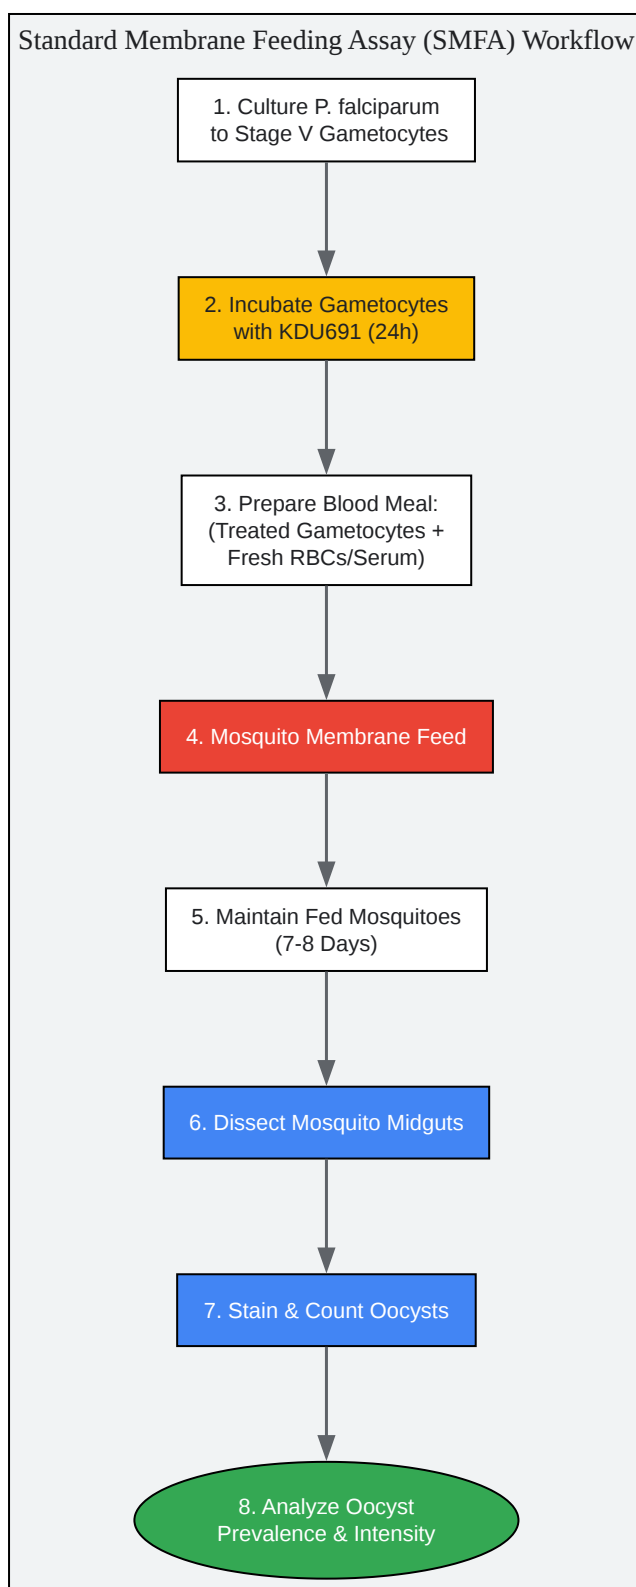 Standard Membrane Feeding Assay (SMFA) Workflow
1. Culture P. falciparum
to Stage V Gametocytes
2. Incubate Gametocytes
with KDU691 (24h)
3. Prepare Blood Meal:
(Treated Gametocytes +
Fresh RBCs/Serum)
4. Mosquito Membrane Feed
5. Maintain Fed Mosquitoes
(7-8 Days)
6. Dissect Mosquito Midguts
7. Stain & Count Oocysts
8. Analyze Oocyst
Prevalence & Intensity